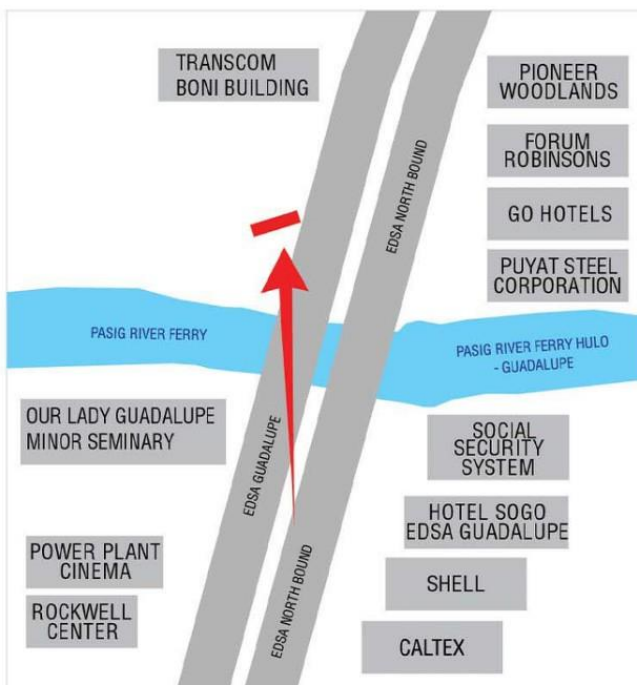 TRANSCOM
BONI BUILDING
PIONEER
WOODLANDS
FORUM
ROBINSONS
GO HOTELS
PUYAT STEEL
CORPORATION
EDSA NORTH BOUND
PASIG RIVER FERRY
PASIG RIVER FERRY HULO
- GUADALUPE
OUR LADY GUADALUPE
MINOR SEMINARY
EDSA GUADALUPE
SOCIAL
SECURITY
SYSTEM
HOTEL SOGO
EDSA GUADALUPE
POWER PLANT
CINEMA
EDSA NORTH BOUND
SHELL
ROCKWELL
CENTER
CALTEX